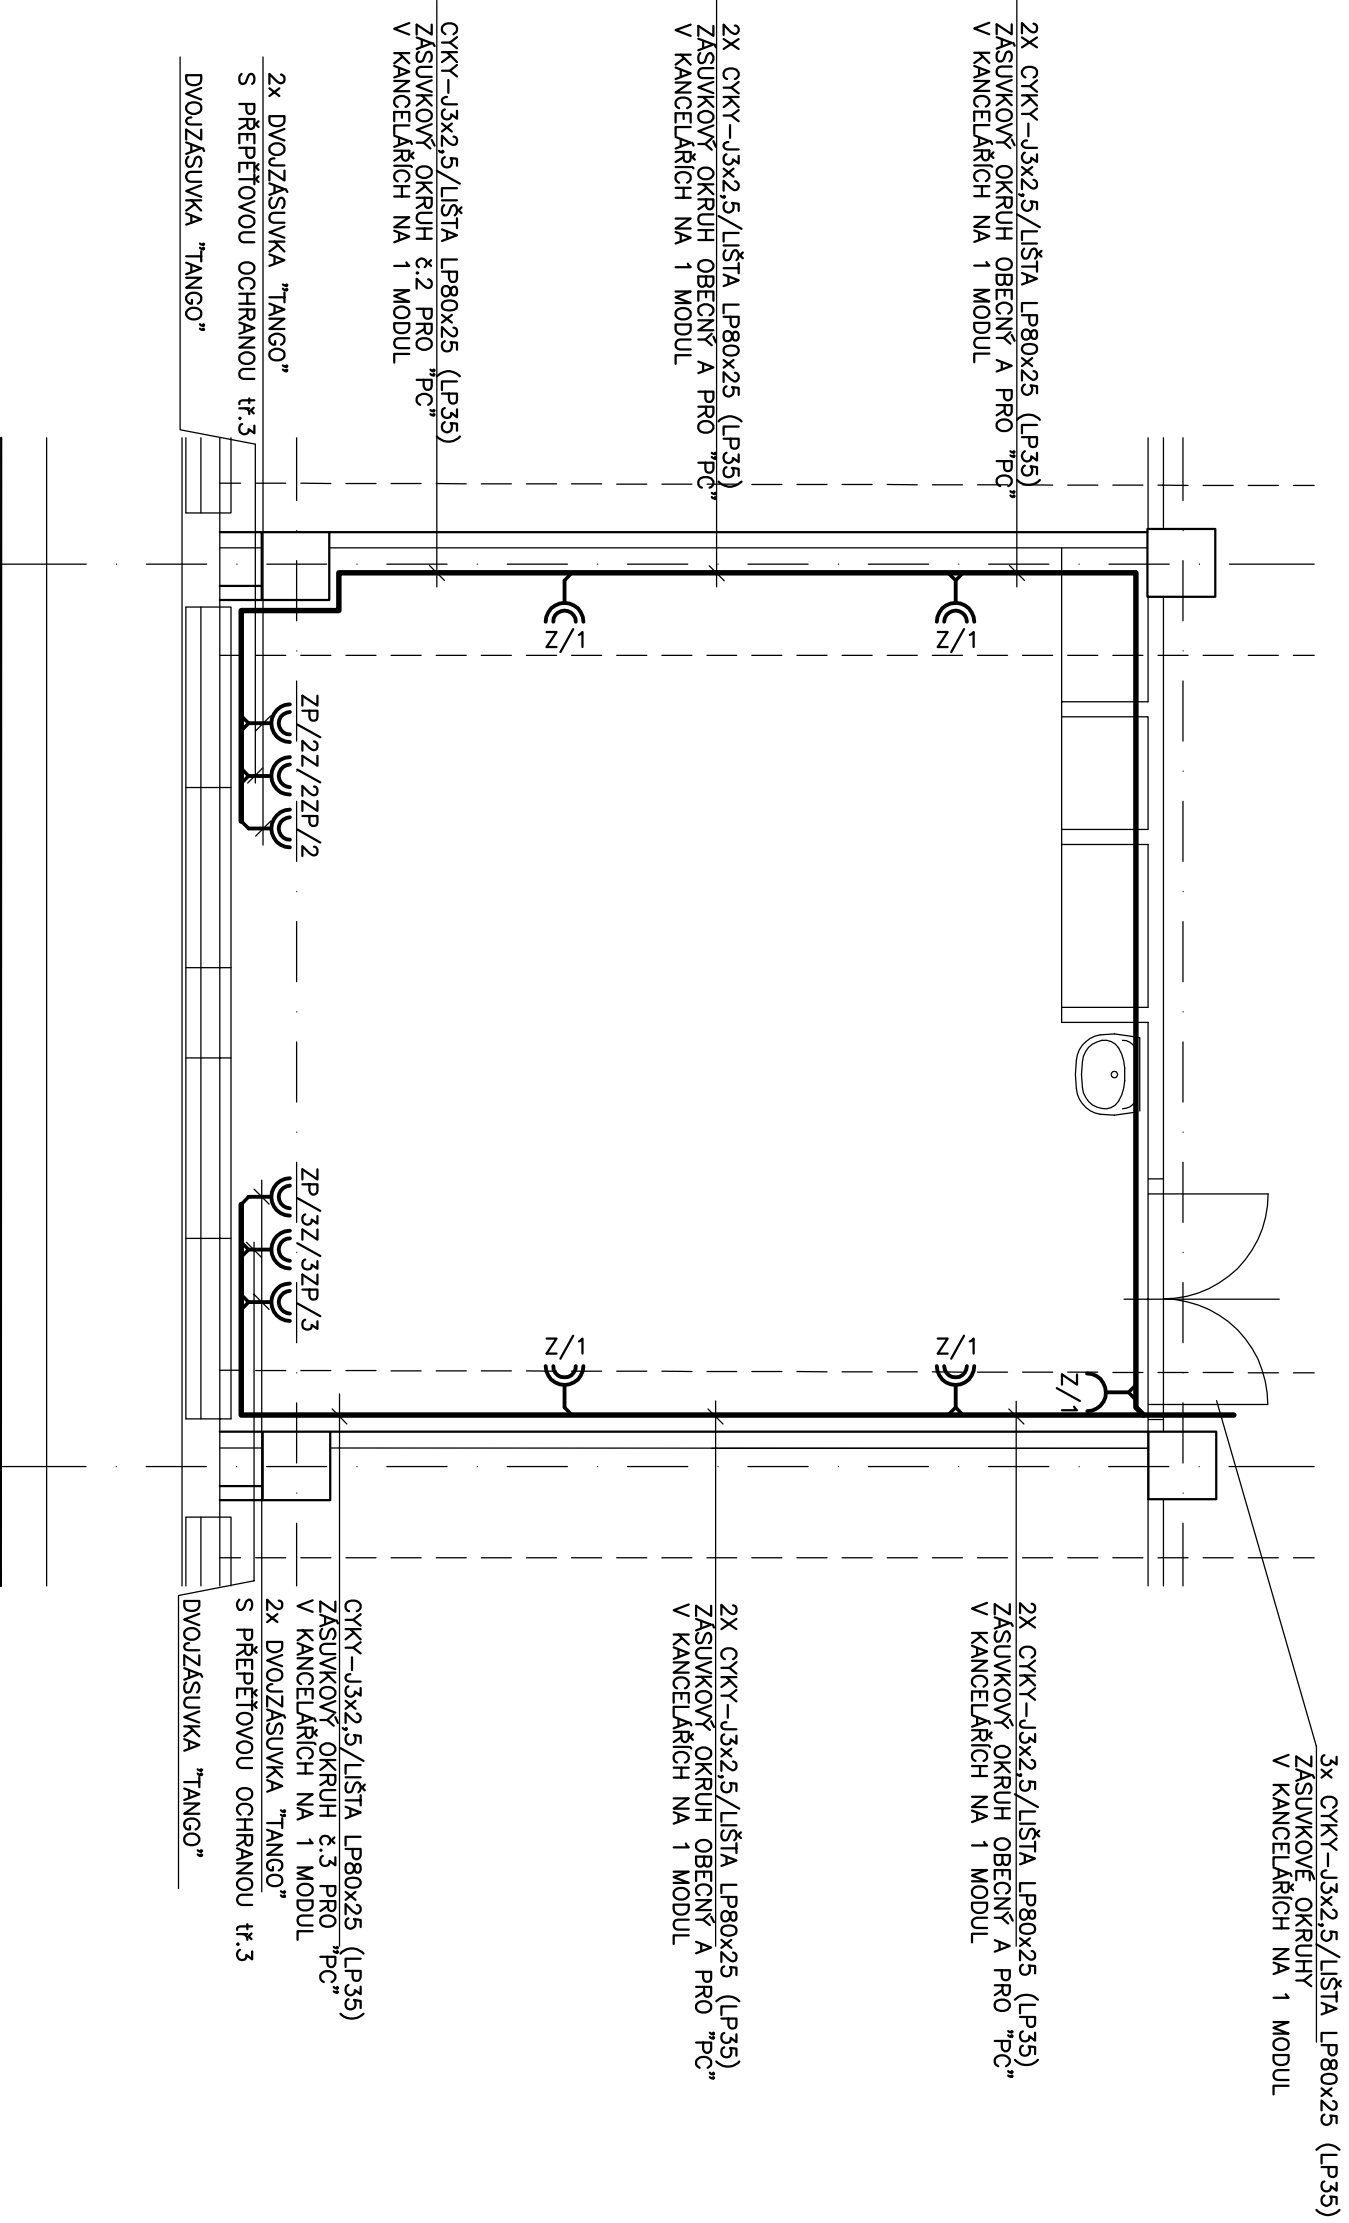 3x CYKY-J3x2,5/LIŠTA LP80x25 (LP35)
ZÁSUVKOVÉ OKRUHY
V KANCELÁŘÍCH NA 1 MODUL
2X CYKY-J3x2,5/LIŠTA LP80x25 (LP35)
ZÁSUVKOVÝ OKRUH OBECNÝ A PRO "PC"
V KANCELÁŘÍCH NA 1 MODUL
2X CYKY-J3x2,5/LIŠTA LP80x25 (LP35)
ZÁSUVKOVÝ OKRUH OBECNÝ A PRO "PC"
V KANCELÁŘÍCH NA 1 MODUL
Z/1
Z/1
Z/1
2X CYKY-J3x2,5/LIŠTA LP80x25 (LP35)
ZÁSUVKOVÝ OKRUH OBECNÝ A PRO "PC"
V KANCELÁŘÍCH NA 1 MODUL
2X CYKY-J3x2,5/LIŠTA LP80x25 (LP35)
ZÁSUVKOVÝ OKRUH OBECNÝ A PRO "PC"
V KANCELÁŘÍCH NA 1 MODUL
Z/1
Z/1
CYKY-J3x2,5/LIŠTA LP80x25 (LP35)
ZÁSUVKOVÝ OKRUH č.2 PRO "PC"
V KANCELÁŘÍCH NA 1 MODUL
CYKY-J3x2,5/LIŠTA LP80x25 (LP35)
ZÁSUVKOVÝ OKRUH č.3 PRO "PC"
V KANCELÁŘÍCH NA 1 MODUL
ZP/2Z/2ZP/2
ZP/3Z/3ZP/3
2x DVOJZÁSUVKA "TANGO"
S PŘEPĚŤOVOU OCHRANOU tř.3
2x DVOJZÁSUVKA "TANGO"
S PŘEPĚŤOVOU OCHRANOU tř.3
DVOJZÁSUVKA "TANGO"
DVOJZÁSUVKA "TANGO"